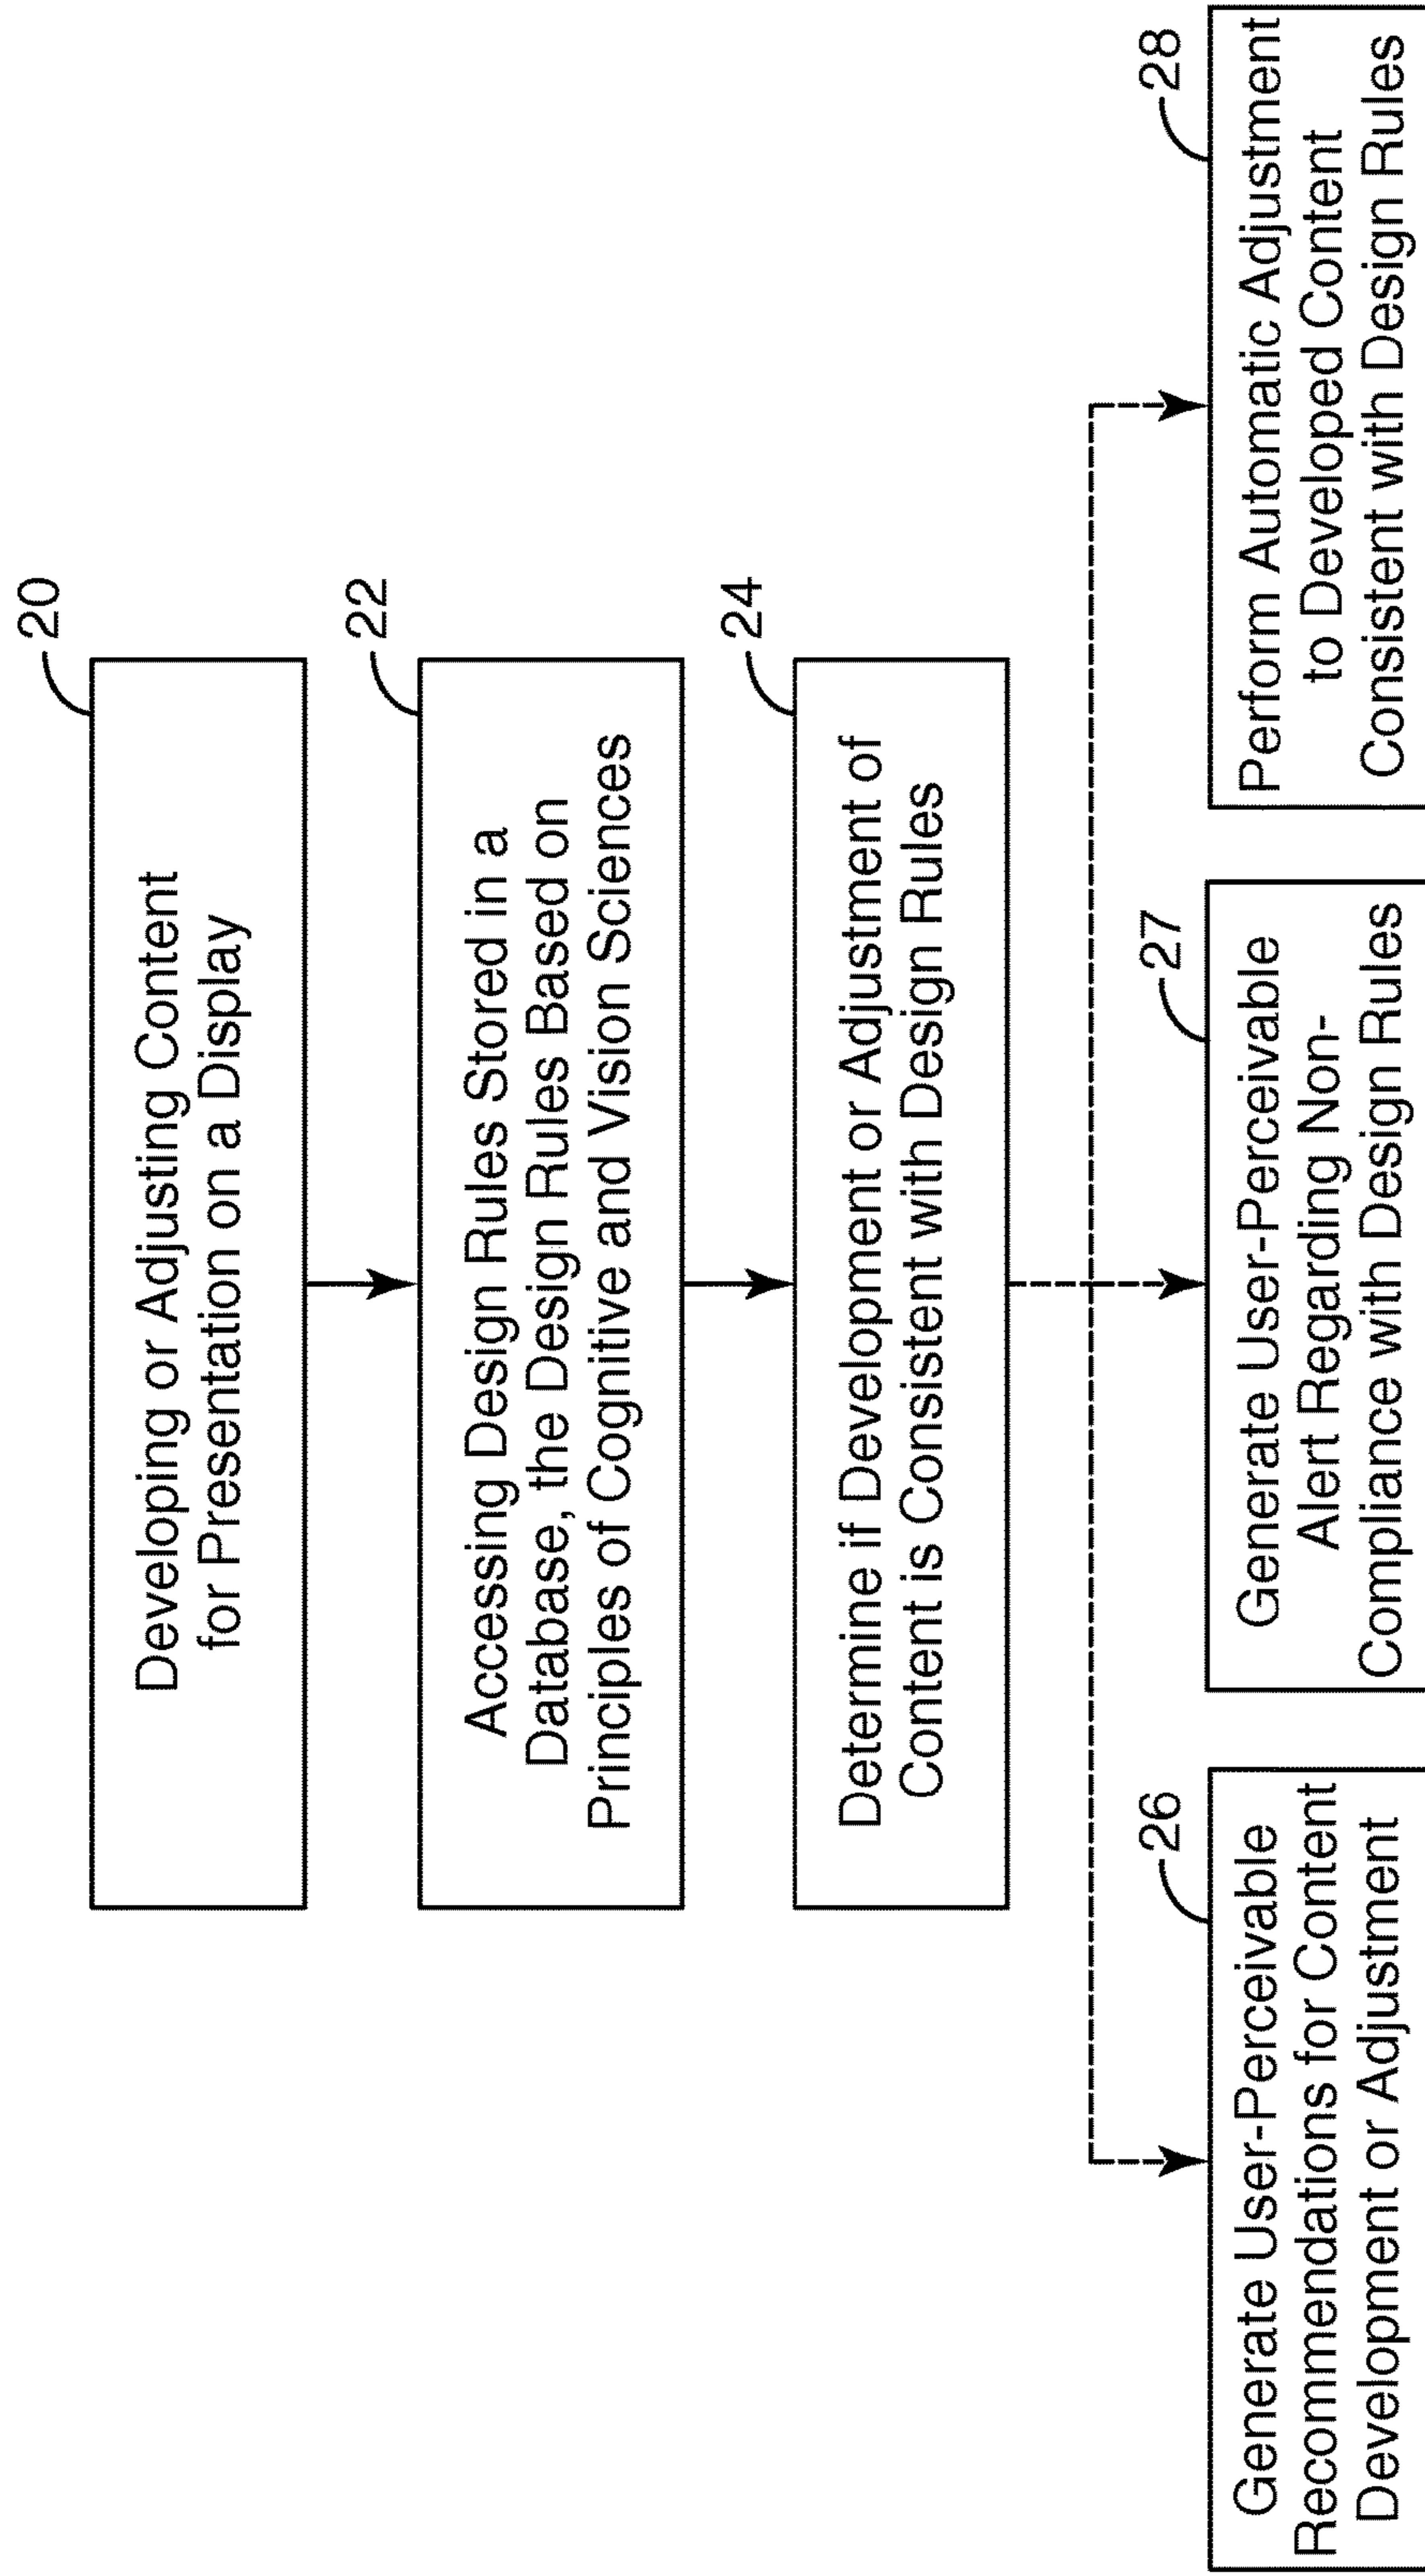 20
Developing or Adjusting Content
for Presentation on a Display
22
Accessing Design Rules Stored in a
Database, the Design Rules Based on
Principles of Cognitive and Vision Sciences
24
Determine if Development or Adjustment of
Content is Consistent with Design Rules
26
Generate User-Perceivable
Recommendations for Content
Development or Adjustment
27
Generate User-Perceivable
Alert Regarding Non-
Compliance with Design Rules
28
Perform Automatic Adjustment
to Developed Content
Consistent with Design Rules